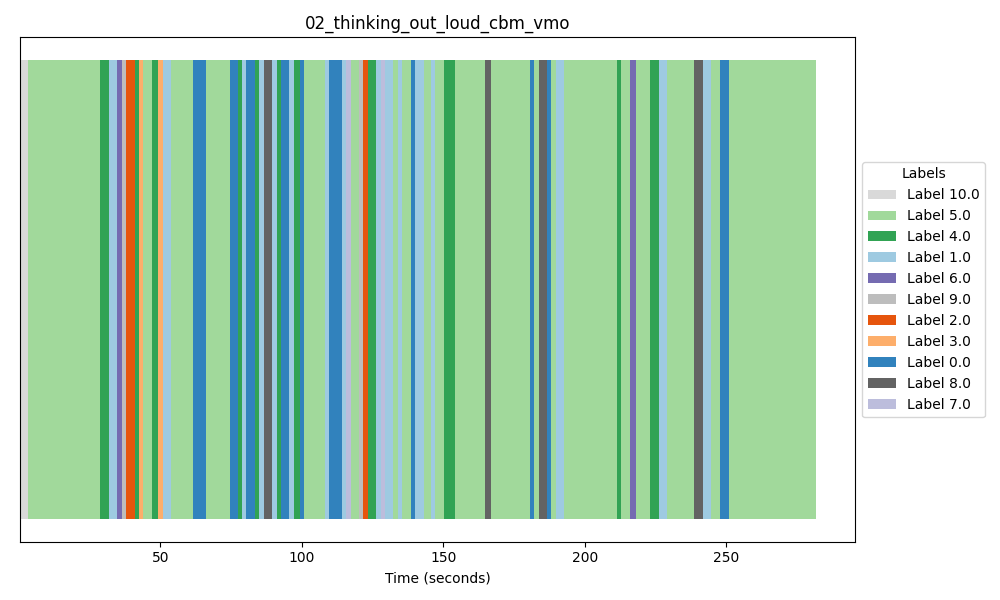 02_thinking_out_loud_cbm_vmo
Labels
Label 10.0
Label 5.0
Label 4.0
Label 1.0
Label 6.0
Label 9.0
Label 2.0
Label 3.0
Label 0.0
Label 8.0
Label 7.0
50 100 150 200 250
Time (seconds)